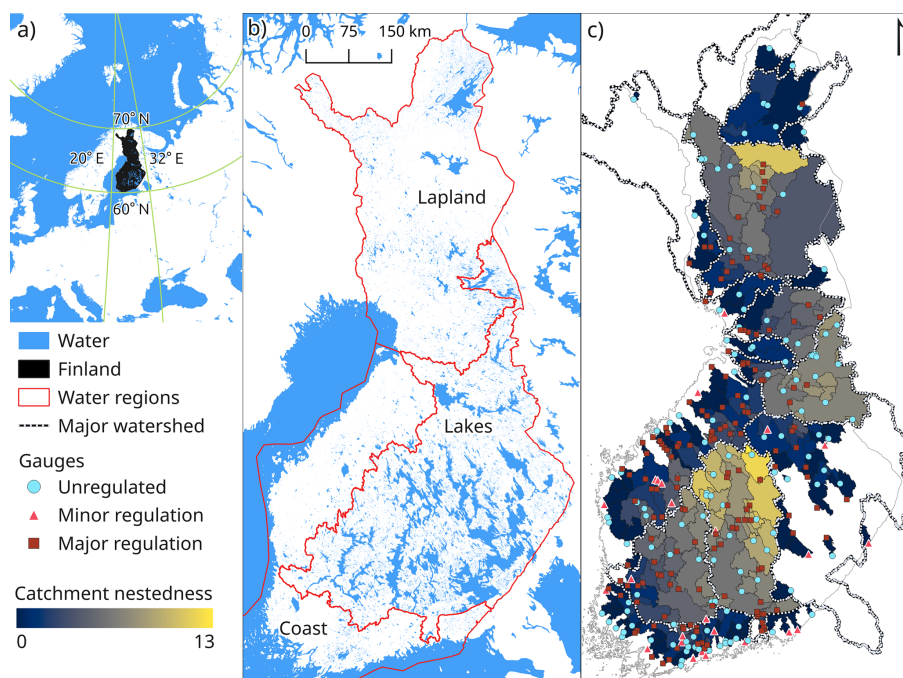 a)
70° N
20° E
32° E
60° N
Water
Finland
Water regions
Major watershed
Gauges
Unregulated
Minor regulation
Major regulation
Catchment nestedness
0
13
b)
0 75 150 km
Lapland
Lakes
Coast
c)